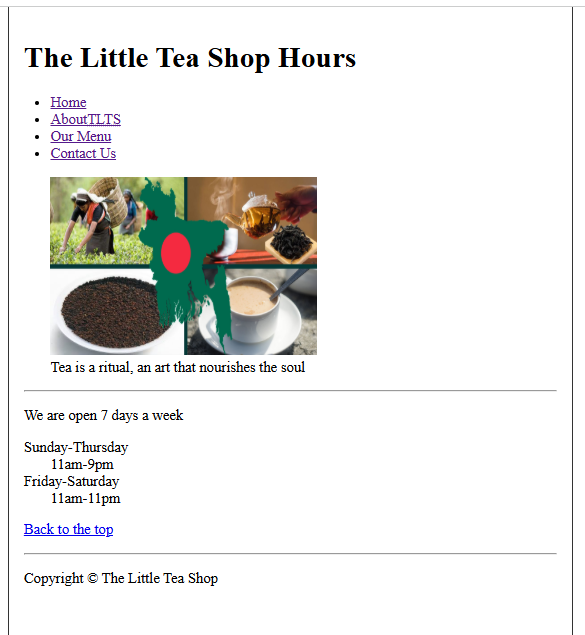 The Little Tea Shop Hours
Home
AboutTLTS
Our Menu
Contact Us
Tea is a ritual, an art that nourishes the soul
We are open 7 days a week
Sunday-Thursday
11am-9pm
Friday-Saturday
11am-11pm
Back to the top
Copyright © The Little Tea Shop